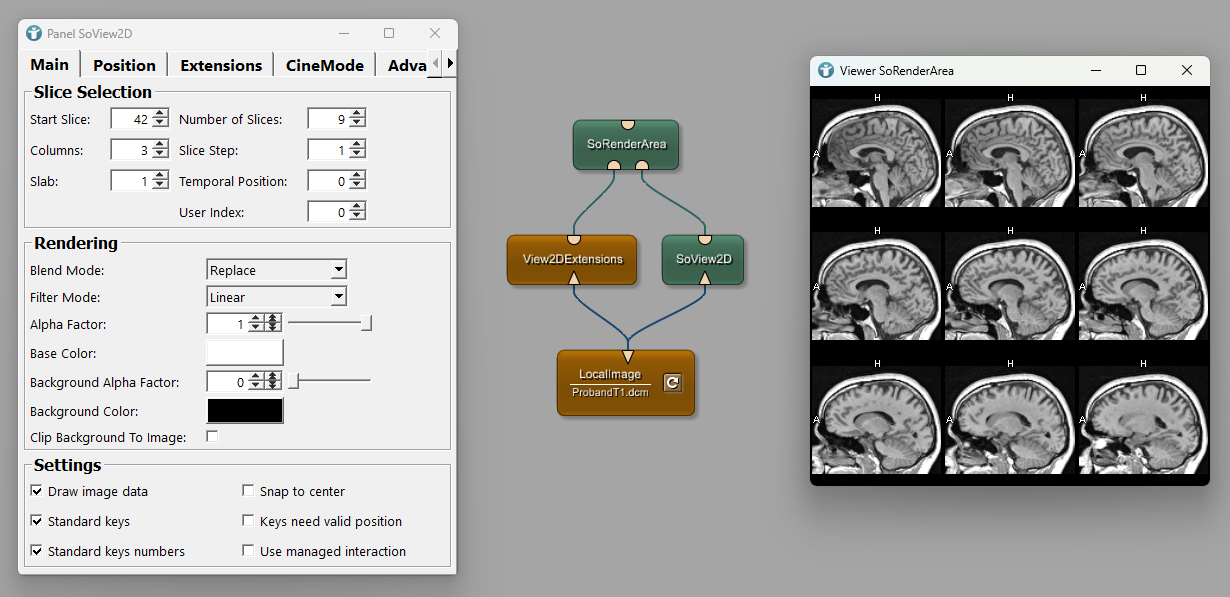 Panel SoView2D
Main Position Extensions CineMode Adva
Slice Selection
Start Slice: 42 Number of Slices: 9
Columns: 3 Slice Step: 1
Slab: 1 Temporal Position: 0
User Index: 0
Rendering
Blend Mode: Replace
Filter Mode: Linear
Alpha Factor: 1
Base Color:
Background Alpha Factor: 0
Background Color:
Clip Background To Image:
Settings
Draw image data Snap to center
Standard keys Keys need valid position
Standard keys numbers Use managed interaction
SoRenderArea
View2DExtensions SoView2D
LocalImage
ProbandT1.dcm
Viewer SoRenderArea
H H H
A A A
H H H
A A A
H H H
A A A